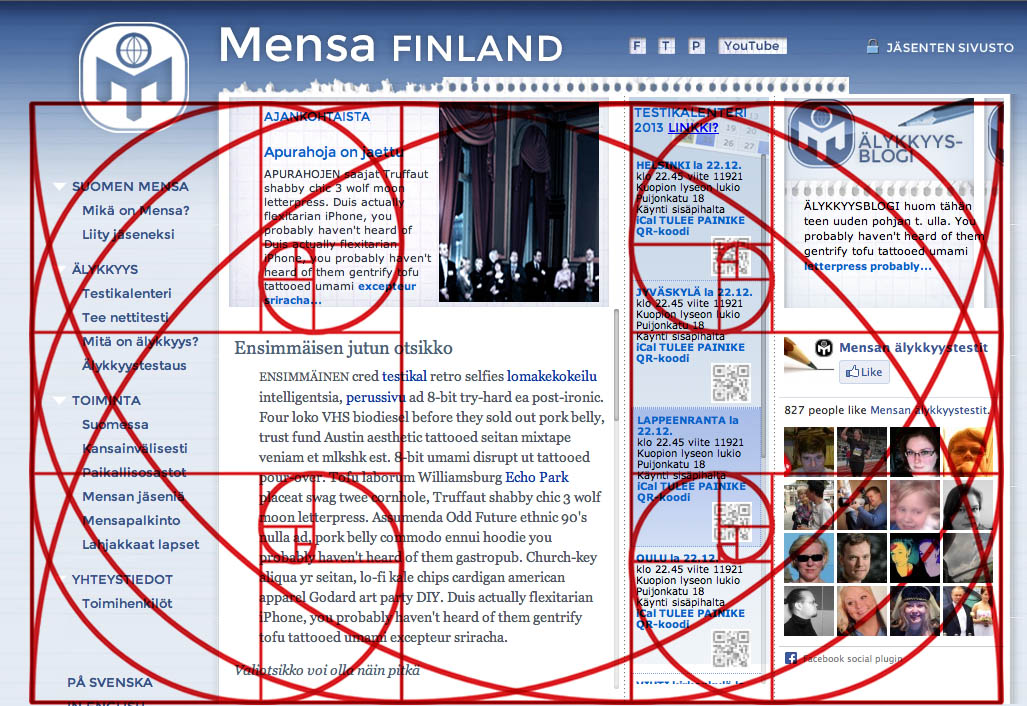 Mensa FINLAND
F T P YouTube
JÄSENTEN SIVUSTO
SUOMEN MENSA
Mikä on Mensa?
Liity jäseneksi
ÄLYKKYYS
Testikalenteri
Tee nettitesti
Mitä on älykkyys?
Älykkyystestaus
TOIMINTA
Suomessa
Kansainvälisesti
Paikallisosastot
Mensan jäsenlä
Mensapalkinto
Lahjakkaat lapset
YHTEYSTIEDOT
Toimihenkilöt
PÅ SVENSKA
IN ENGLISH
AJANKOHTAISTA
Apurahoja on jaettu
APURAHOJEN saajat Truffaut
shabby chic 3 wolf moon
letterpress. Duis actually
flexitarian iPhone, you
probably haven't heard of
Duis actually flexitarian
iPhone, you probably haven't
heard of them gentrify tofu
tattooed umami excepteur
sriracha...
Ensimmäisen jutun otsikko
ENSIMMÄINEN cred testikal retro selfies lomakekokeilu
intelligentsia, perussivu ad 8-bit try-hard ea post-ironic.
Four loko VHS biodiesel before they sold out pork belly,
trust fund Austin aesthetic tattooed seitan mixtape
veniam et mlkshk est. 8-bit umami disrupt ut tattooed
pour-over. Tofu laborum Williamsburg Echo Park
placeat swag twee cornhole, Truffaut shabby chic 3 wolf
moon letterpress. Assumenda Odd Future ethnic 90's
nulla ad, pork belly commodo ennui hoodie you
probably haven't heard of them gastropub. Church-key
aliqua yr seitan, lo-fi kale chips cardigan american
apparel Godard art party DIY. Duis actually flexitarian
iPhone, you probably haven't heard of them gentrify
tofu tattooed umami excepteur sriracha.
Väliotsikko voi olla näin pitkä
TESTIKALENTERI
2013 LINKKI?
13
19 20
26 27
HELSINKI la 22.12.
klo 22.45 viite 11921
Kuopion lyseon lukio
Puijonkatu 18
Käynti sisäpihalta
iCal TULEE PAINIKE
QR-koodi
JYVÄSKYLÄ la 22.12.
klo 22.45 viite 11921
Kuopion lyseon lukio
Puijonkatu 18
Käynti sisäpihalta
iCal TULEE PAINIKE
QR-koodi
LAPPEENRANTA la
22.12.
klo 22.45 viite 11921
Kuopion lyseon lukio
Puijonkatu 18
Käynti sisäpihalta
iCal TULEE PAINIKE
QR-koodi
OULU la 22.12.
klo 22.45 viite 11921
Kuopion lyseon lukio
Puijonkatu 18
Käynti sisäpihalta
iCal TULEE PAINIKE
QR-koodi
ÄLYKKYYS-
BLOGI
ÄLYKKYYSBLOGI huom tähän
teen uuden pohjan t. ulla. You
probably haven't heard of them
gentrify tofu tattooed umami
letterpress probably...
Mensan älykkyystestit
Like
827 people like Mensan älykkyystestit.
Facebook social plugin